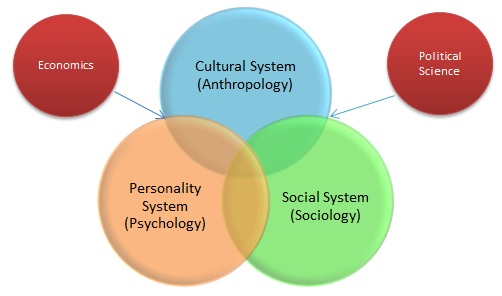 Economics
Cultural System
(Anthropology)
Political
Science
Personality
System
(Psychology)
Social System
(Sociology)